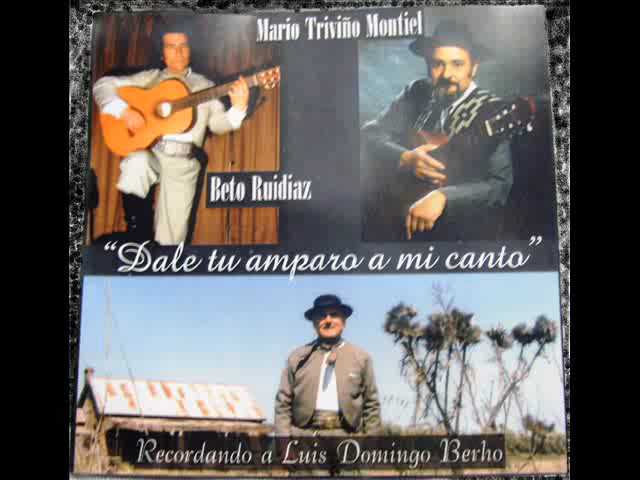 Mario Triviño Montiel
Beto Ruidiaz
"Dale tu amparo a mi canto"
Recordando a Luis Domingo Berho